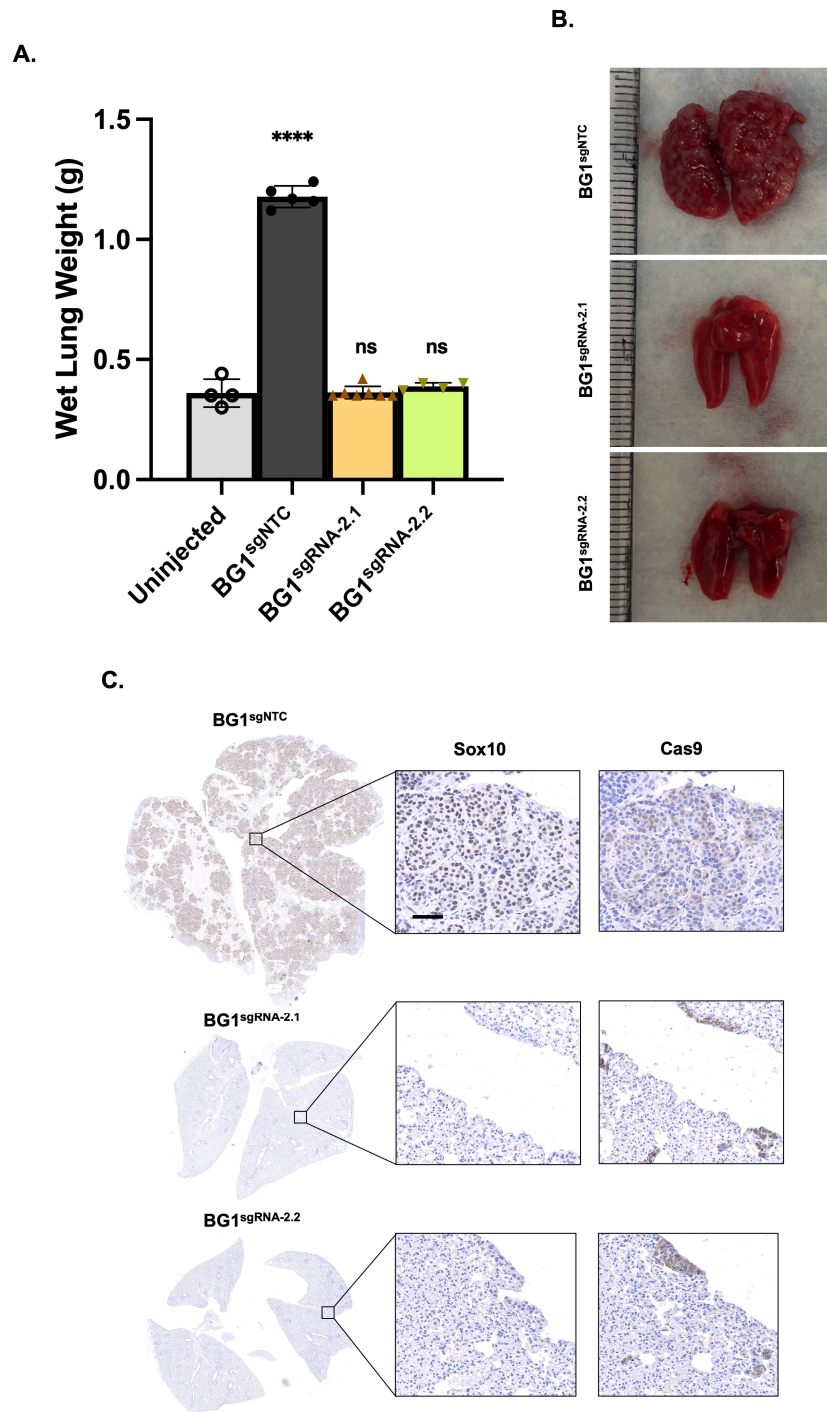 A.
B.
Wet Lung Weight (g)
1.5
1.0
0.5
0.0
****
ns
ns
Uninjected
BG1sgNTC
BG1sgRNA-2.1
BG1sgRNA-2.2
BG1sgNTC
BG1sgRNA-2.1
BG1sgRNA-2.2
C.
BG1sgNTC
Sox10
Cas9
BG1sgRNA-2.1
BG1sgRNA-2.2